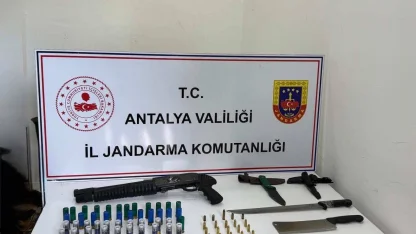 T.C.
ANTALYA VALİLİĞİ
İL JANDARMA KOMUTANLIĞI